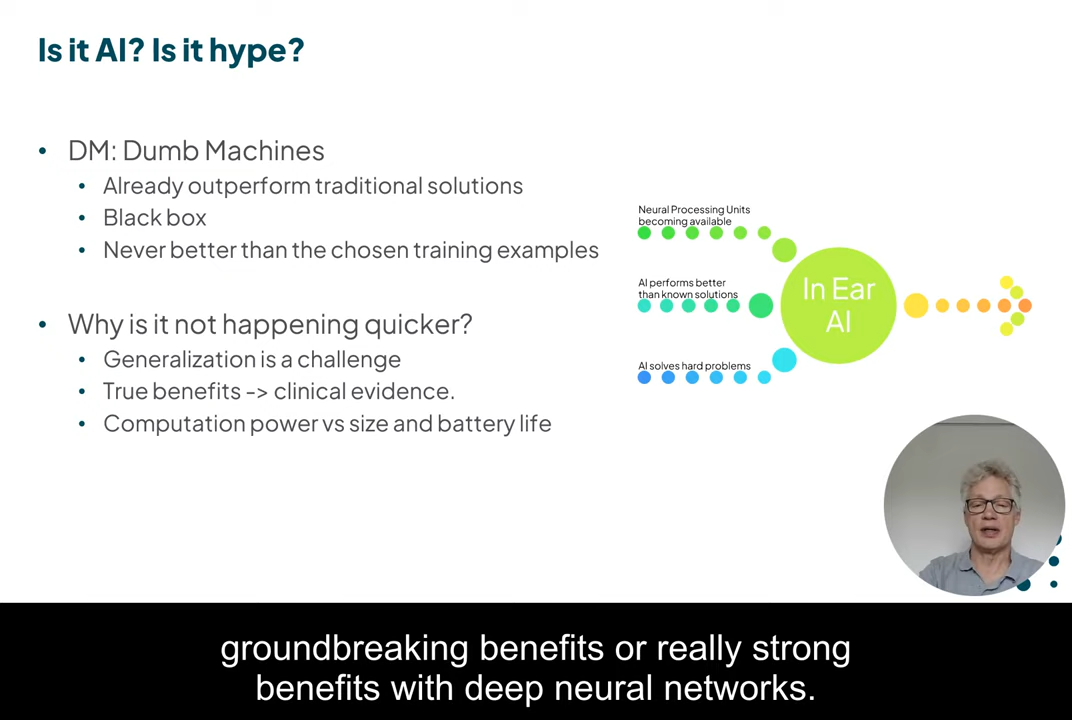 Is it AI? Is it hype?
• DM: Dumb Machines
• Already outperform traditional solutions
• Black box
• Never better than the chosen training examples
• Why is it not happening quicker?
• Generalization is a challenge
• True benefits -> clinical evidence.
• Computation power vs size and battery life
Neural Processing Units
becoming available
AI performs better
than known solutions
AI solves hard problems
In Ear
AI
groundbreaking benefits or really strong
benefits with deep neural networks.